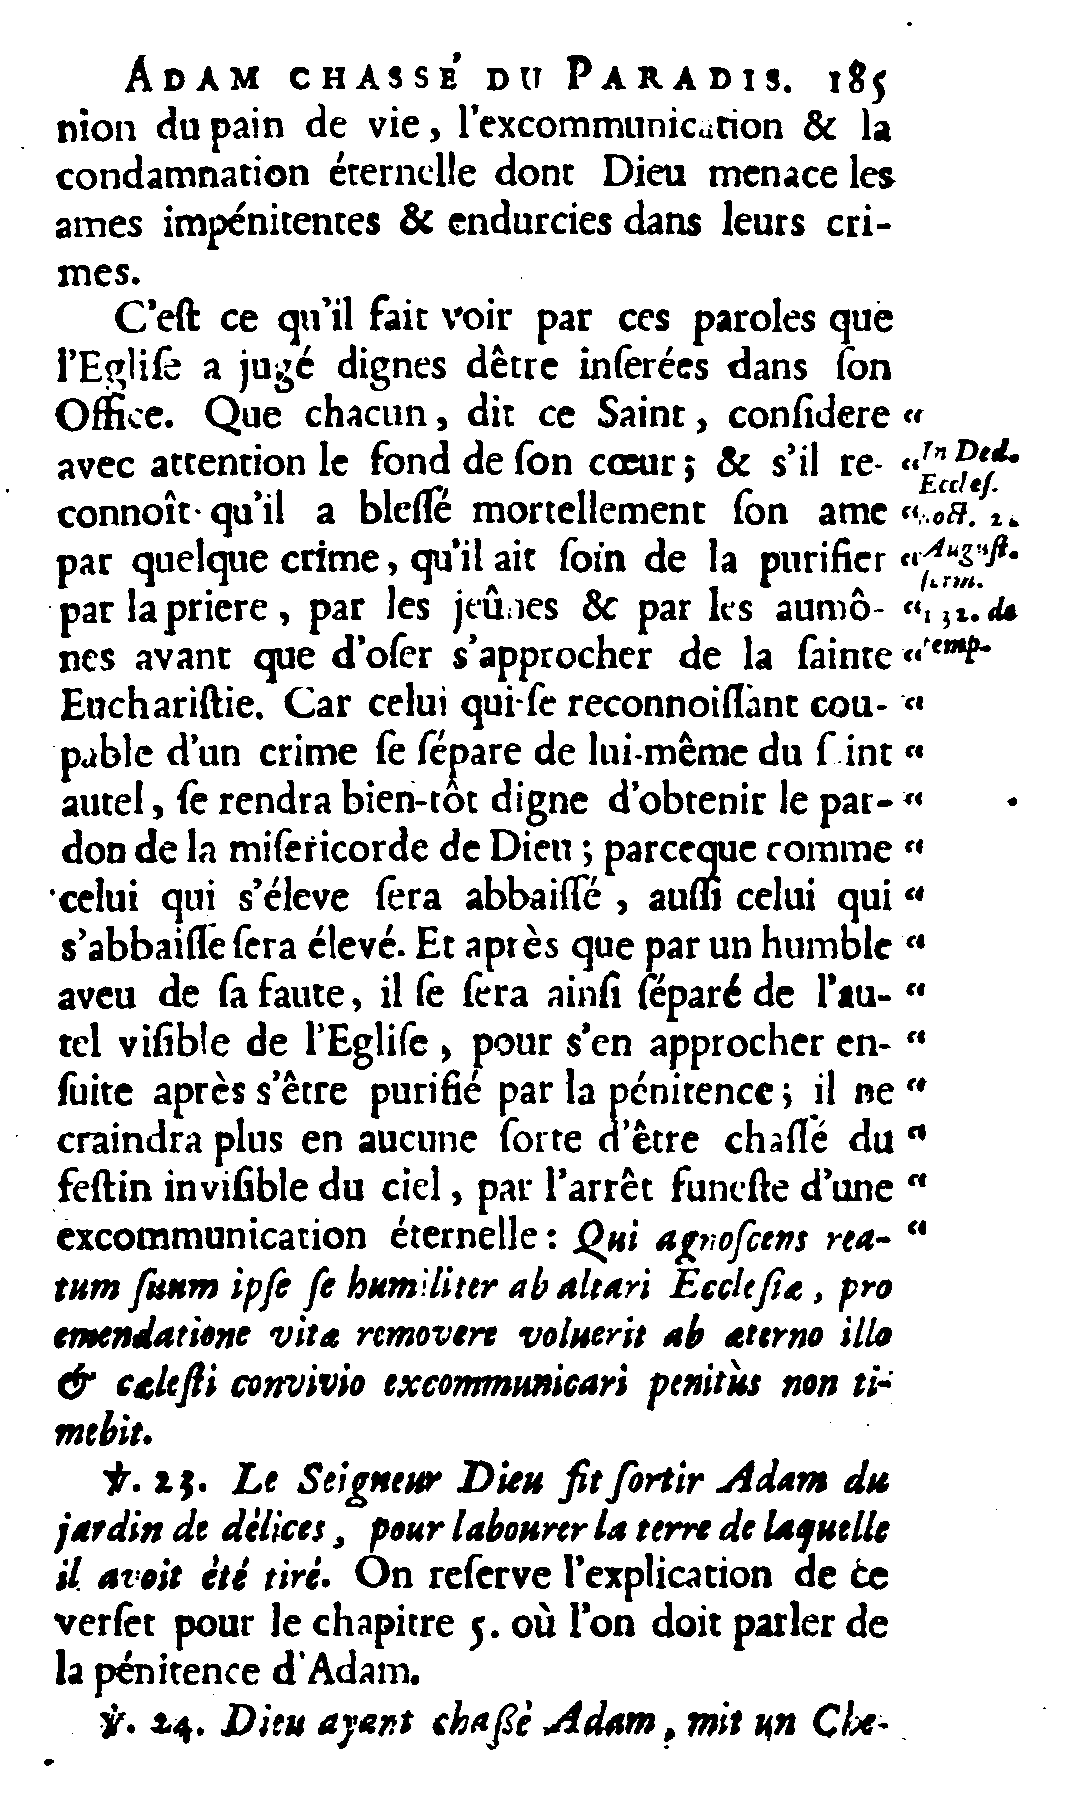 ADAM CHASSÉ DU PARADIS. 185
nion du pain de vie, l'excommunication & la
condamnation éternelle dont Dieu menace les
ames impénitentes & endurcies dans leurs cri-
mes.
C'eſt ce qu'il fait voir par ces paroles que
l'Egliſe a jugé dignes dêtre inſerées dans ſon
Office. Que chacun, dit ce Saint, conſidere “
avec attention le fond de ſon cœur; & s'il re- “ In Ded.
Eccleſ.
connoît qu'il a bleſſé mortellement ſon ame “ 2.
par quelque crime, qu'il ait ſoin de la purifier “ Auguſt.
ſerm.
par la priere, par les jeûnes & par les aumô- “ 132. de
nes avant que d'oſer s'approcher de la ſainte “ temp.
Euchariſtie. Car celui qui ſe reconnoiſſant cou- “
pable d'un crime ſe ſépare de lui-même du ſaint “
autel, ſe rendra bien-tôt digne d'obtenir le par- “
don de la miſericorde de Dieu; parceque comme “
celui qui s'éleve ſera abbaiſſé, auſſi celui qui “
s'abbaiſſe ſera élevé. Et après que par un humble “
aveu de ſa faute, il ſe ſera ainſi ſéparé de l'au- “
tel viſible de l'Egliſe, pour s'en approcher en- “
ſuite après s'être purifié par la pénitence; il ne “
craindra plus en aucune ſorte d'être chaſſé du “
feſtin inviſible du ciel, par l'arrêt funeſte d'une “
excommunication éternelle: Qui agnoſcens rea- “
tum ſuum ipſe ſe humiliter ab altari Eccleſiæ, pro
emendatione vitæ removere voluerit ab æterno illo
& cæleſti convivio excommunicari penitùs non ti-
mebit.
℣. 23. Le Seigneur Dieu fit ſortir Adam du
jardin de délices, pour labourer la terre de laquelle
il avoit été tiré. On reſerve l'explication de ce
verſet pour le chapitre 5. où l'on doit parler de
la pénitence d'Adam.
℣. 24. Dieu ayant chaßé Adam, mit un Che-